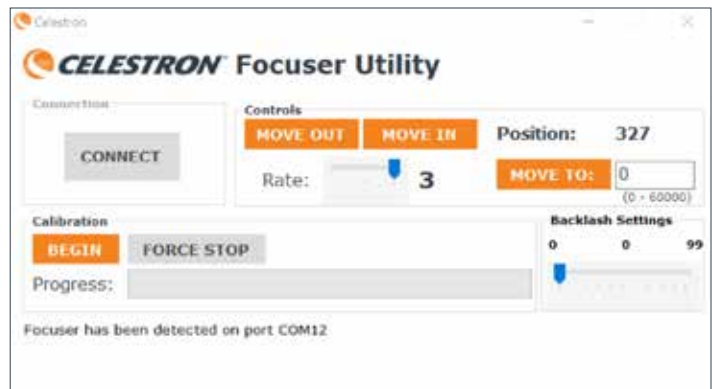 Celestron
CELESTRON Focuser Utility
Connection
CONNECT
Controls
MOVE OUT MOVE IN
Position: 327
Rate: 3
MOVE TO: 0
(0 - 60000)
Calibration
BEGIN FORCE STOP
Progress:
Backlash Settings
0 0 99
Focuser has been detected on port COM12